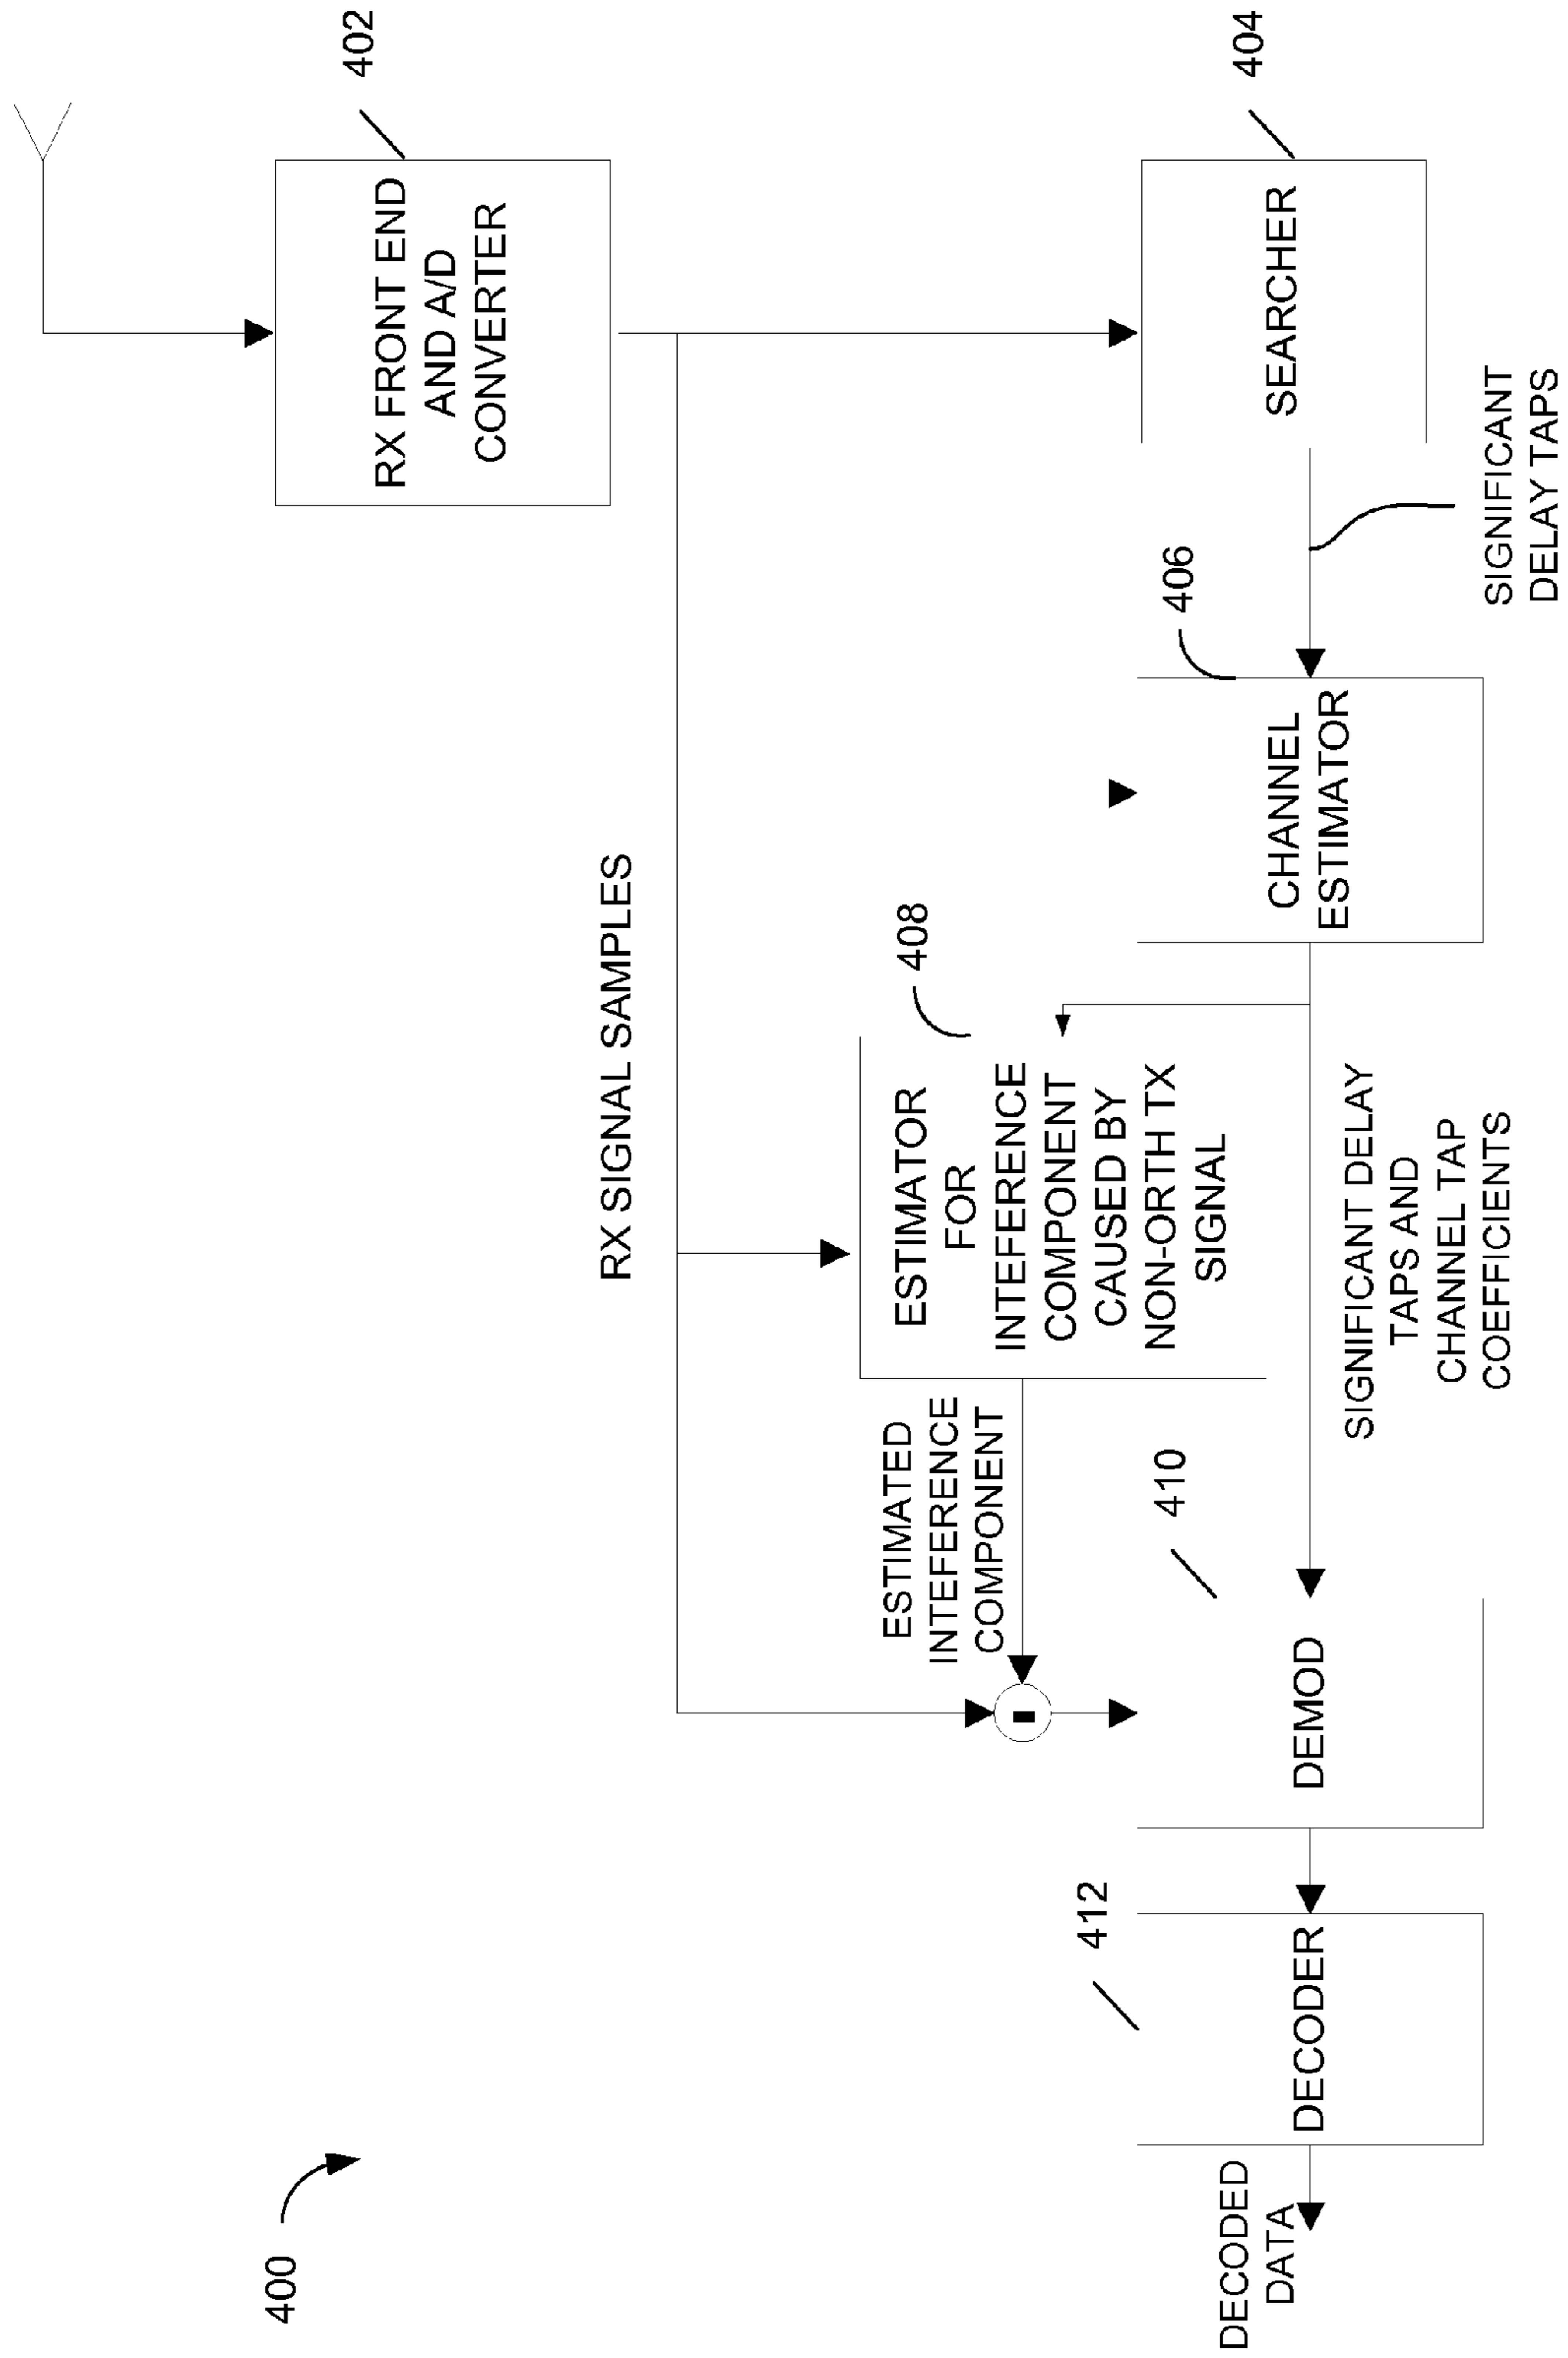 400
402
RX FRONT END
AND A/D
CONVERTER
RX SIGNAL SAMPLES
404
SEARCHER
SIGNIFICANT
DELAY TAPS
406
CHANNEL
ESTIMATOR
408
ESTIMATOR
FOR
INTEFERENCE
COMPONENT
CAUSED BY
NON-ORTH TX
SIGNAL
SIGNIFICANT DELAY
TAPS AND
CHANNEL TAP
COEFFICIENTS
ESTIMATED
INTEFERENCE
COMPONENT
-
410
DEMOD
412
DECODER
DECODED
DATA